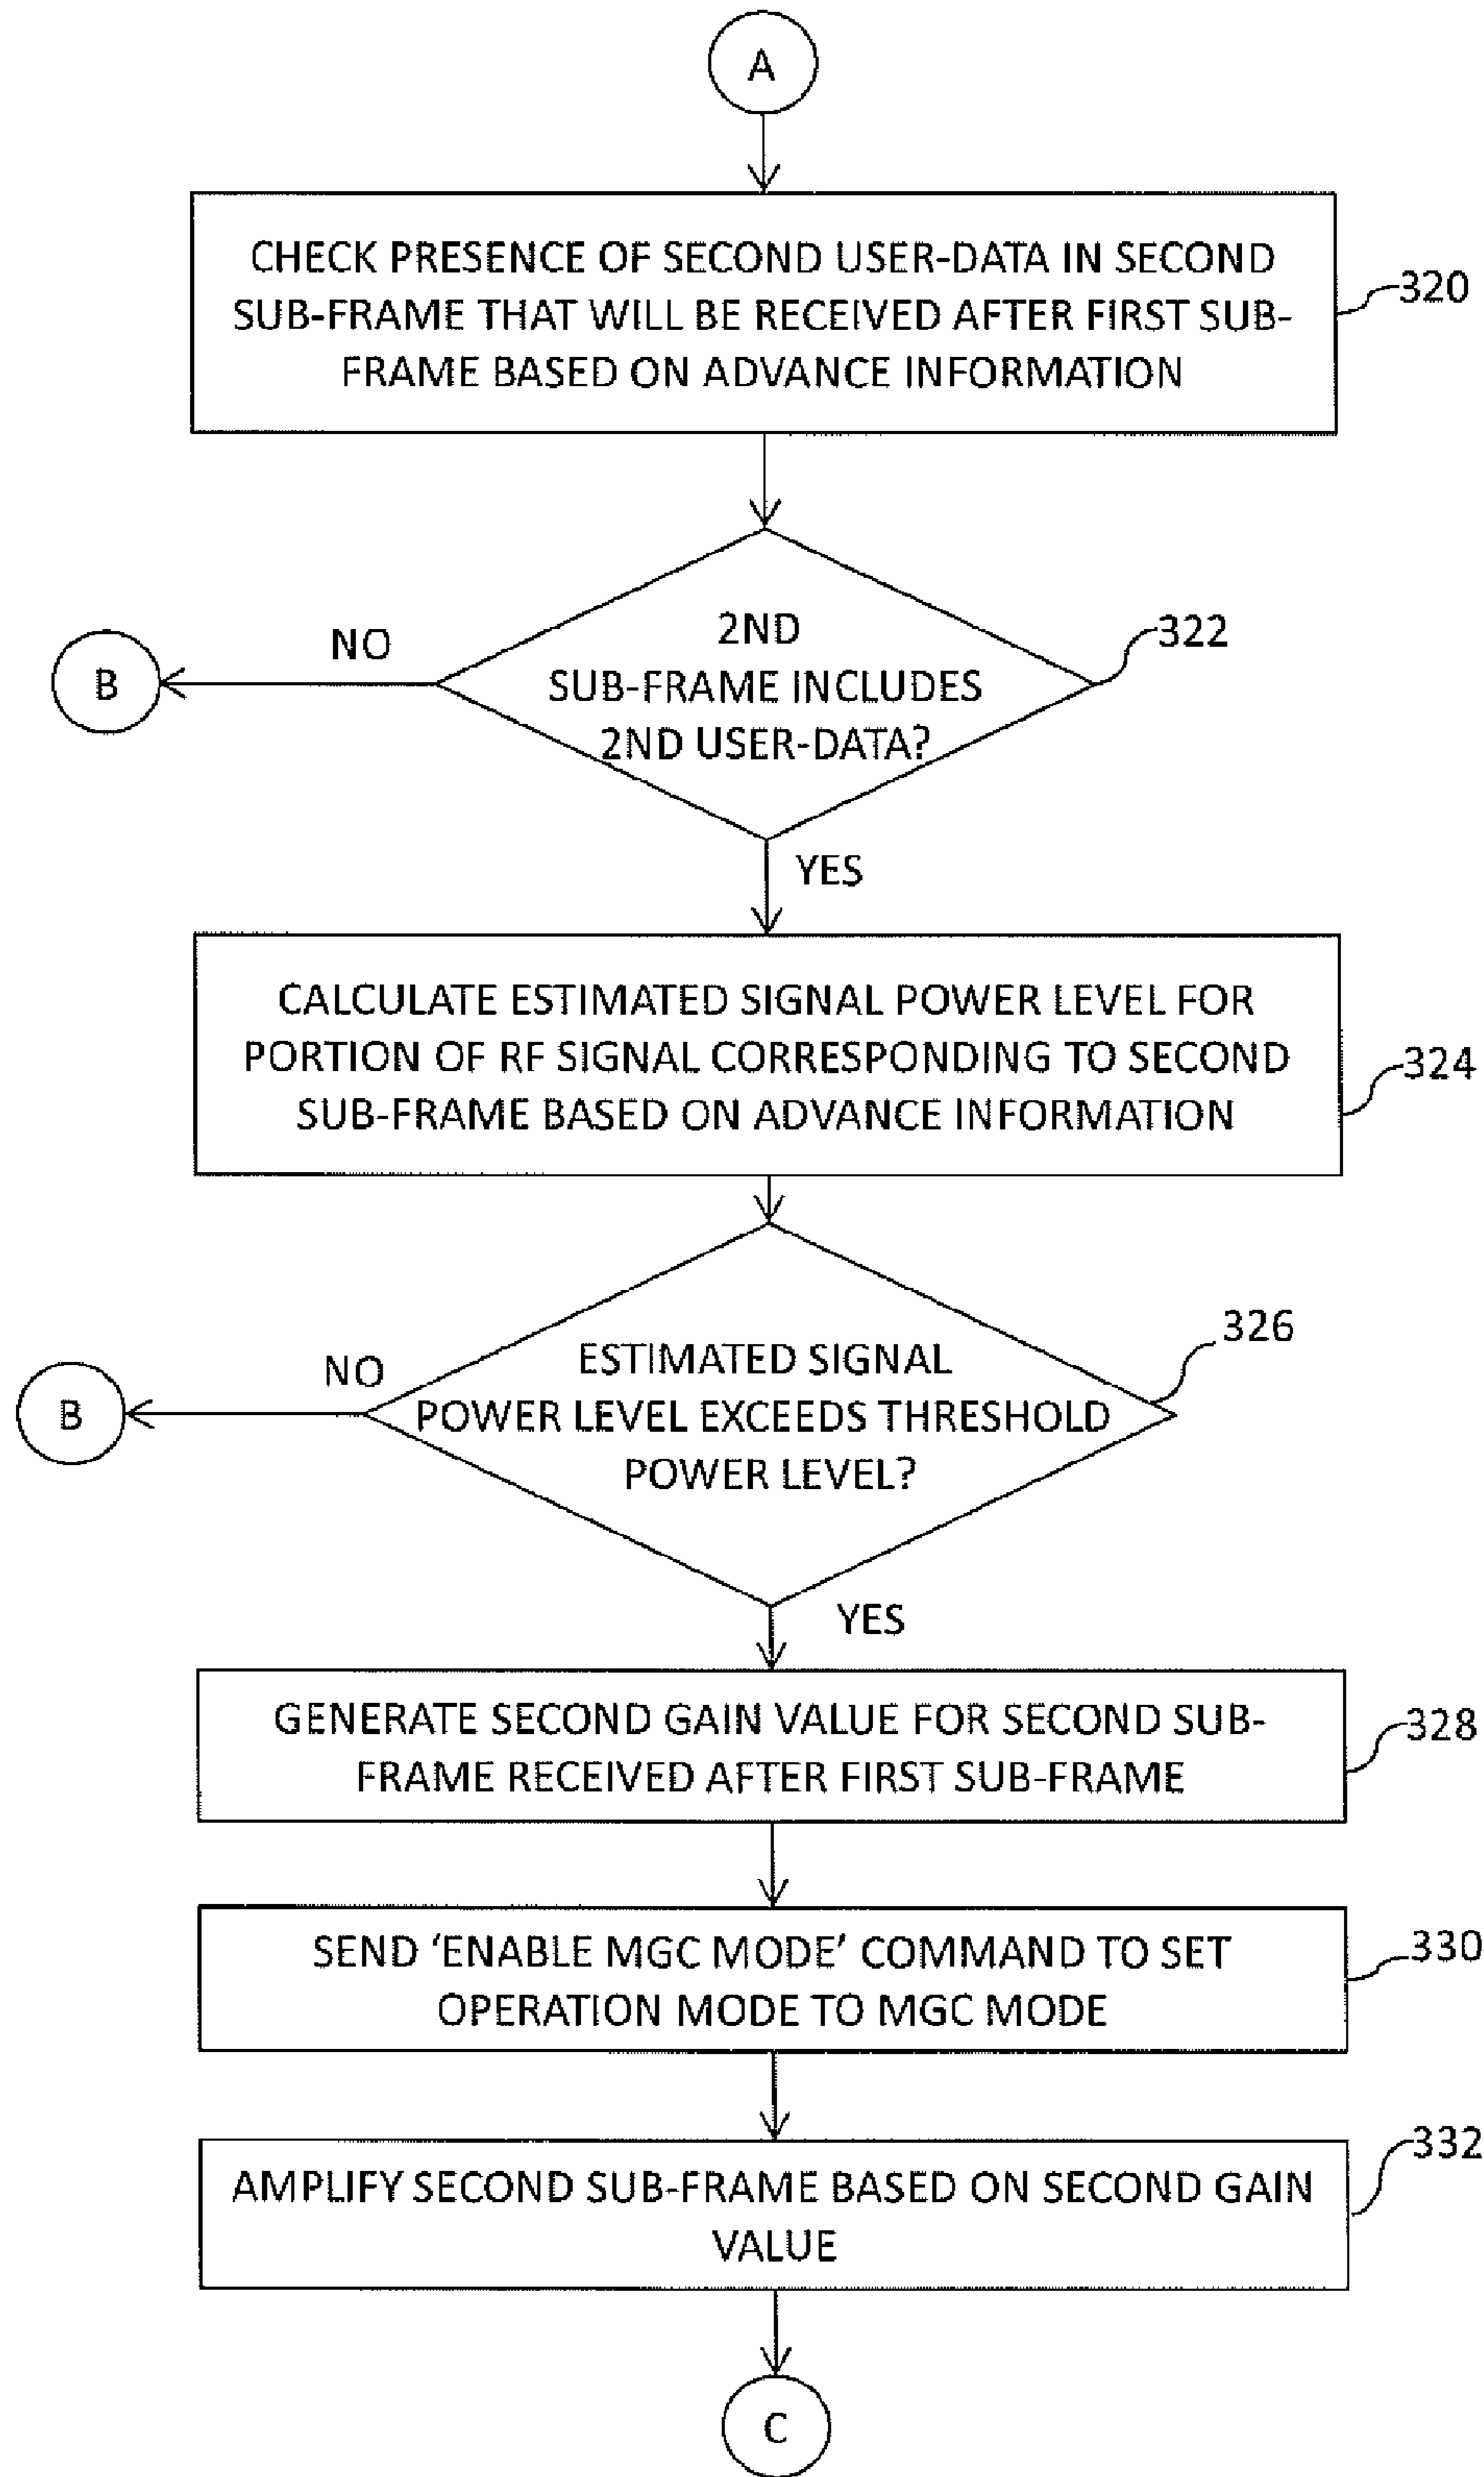 A
CHECK PRESENCE OF SECOND USER-DATA IN SECOND
SUB-FRAME THAT WILL BE RECEIVED AFTER FIRST SUB-
FRAME BASED ON ADVANCE INFORMATION
320
2ND
SUB-FRAME INCLUDES
2ND USER-DATA?
322
NO
B
YES
CALCULATE ESTIMATED SIGNAL POWER LEVEL FOR
PORTION OF RF SIGNAL CORRESPONDING TO SECOND
SUB-FRAME BASED ON ADVANCE INFORMATION
324
ESTIMATED SIGNAL
POWER LEVEL EXCEEDS THRESHOLD
POWER LEVEL?
326
NO
B
YES
GENERATE SECOND GAIN VALUE FOR SECOND SUB-
FRAME RECEIVED AFTER FIRST SUB-FRAME
328
SEND ‘ENABLE MGC MODE’ COMMAND TO SET
OPERATION MODE TO MGC MODE
330
AMPLIFY SECOND SUB-FRAME BASED ON SECOND GAIN
VALUE
332
C